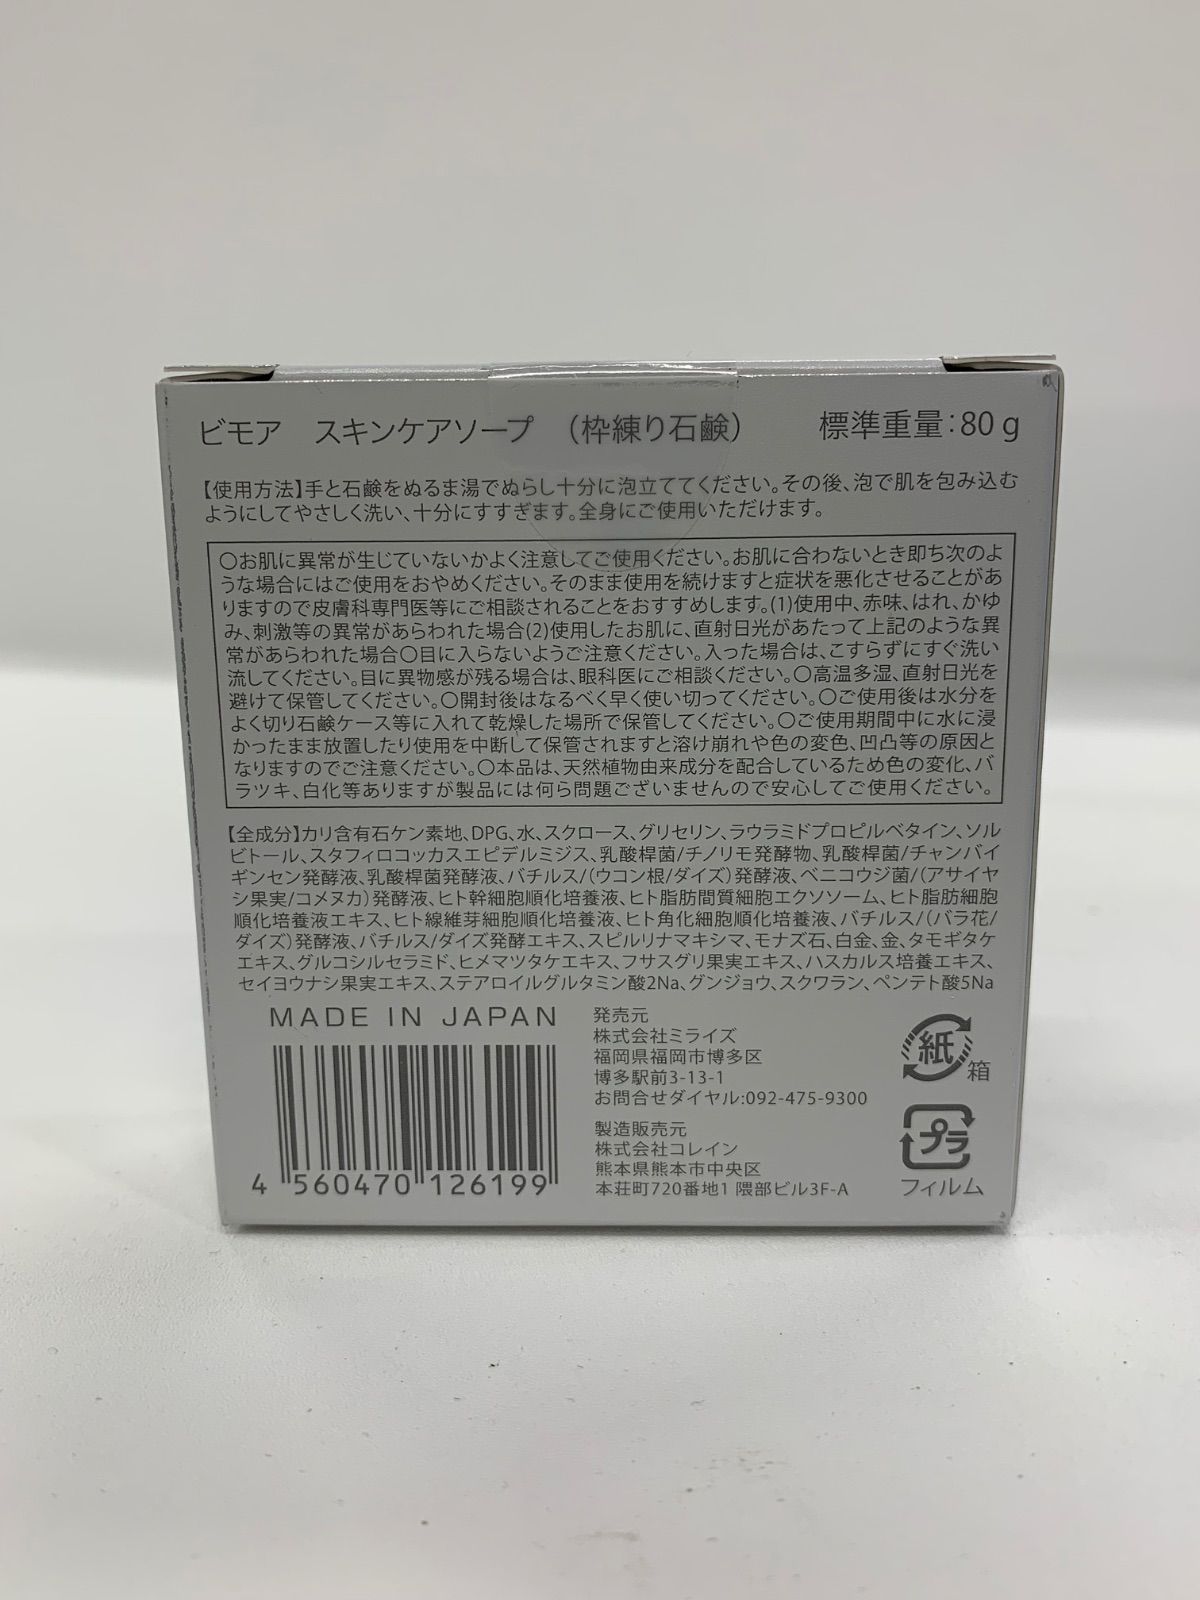 ビモア　スキンケアソープ　（枠練り石鹸）　標準重量：80 g
【使用方法】手と石鹸をぬるま湯でぬらし十分に泡立ててください。その後、泡で肌を包み込む
ようにしてやさしく洗い、十分にすすぎます。全身にご使用いただけます。
〇お肌に異常が生じていないかよく注意してご使用ください。お肌に合わないとき即ち次のよ
うな場合にはご使用をおやめください。そのまま使用を続けますと症状を悪化させることがあ
りますので皮膚科専門医等にご相談されることをおすすめします。(1)使用中、赤味、はれ、かゆ
み、刺激等の異常があらわれた場合(2)使用したお肌に、直射日光があたって上記のような異
常があらわれた場合〇目に入らないようご注意ください。入った場合は、こすらずにすぐ洗い
流してください。目に異物感が残る場合は、眼科医にご相談ください。〇高温多湿、直射日光を
避けて保管してください。〇開封後はなるべく早く使い切ってください。〇ご使用後は水分を
よく切り石鹸ケース等に入れて乾燥した場所で保管してください。〇ご使用期間中に水に浸
かったまま放置したり使用を中断して保管されますと溶け崩れや色の変色、凹凸等の原因と
なりますのでご注意ください。〇本品は、天然植物由来成分を配合しているため色の変化、バ
ラツキ、白化等ありますが製品には何ら問題ございませんので安心してご使用ください。
【全成分】カリ含有石ケン素地、DPG、水、スクロース、グリセリン、ラウラミドプロピルベタイン、ソル
ビトール、スタフィロコッカスエピデルミジス、乳酸桿菌/チノリモ発酵物、乳酸桿菌/チャンバイ
ギンセン発酵液、乳酸桿菌発酵液、バチルス/(ウコン根/ダイズ)発酵液、ベニコウジ菌/(アサイヤ
シ果実/コメヌカ)発酵液、ヒト幹細胞順化培養液、ヒト脂肪間質細胞エクソソーム、ヒト脂肪細胞
順化培養液エキス、ヒト線維芽細胞順化培養液、ヒト角化細胞順化培養液、バチルス/(バラ花/
ダイズ)発酵液、バチルス/ダイズ発酵エキス、スピルリナマキシマ、モナズ石、白金、金、タモギタケ
エキス、グルコシルセラミド、ヒメマツタケエキス、フサスグリ果実エキス、ハスカルス培養エキス、
セイヨウナシ果実エキス、ステアロイルグルタミン酸2Na、グンジョウ、スクワラン、ペンテト酸5Na
MADE IN JAPAN
4 560470 126199
発売元
株式会社ミライズ
福岡県福岡市博多区
博多駅前3-13-1
お問合せダイヤル:092-475-9300
製造販売元
株式会社コレイン
熊本県熊本市中央区
本荘町720番地1 隈部ビル3F-A
紙
箱
プラ
フィルム